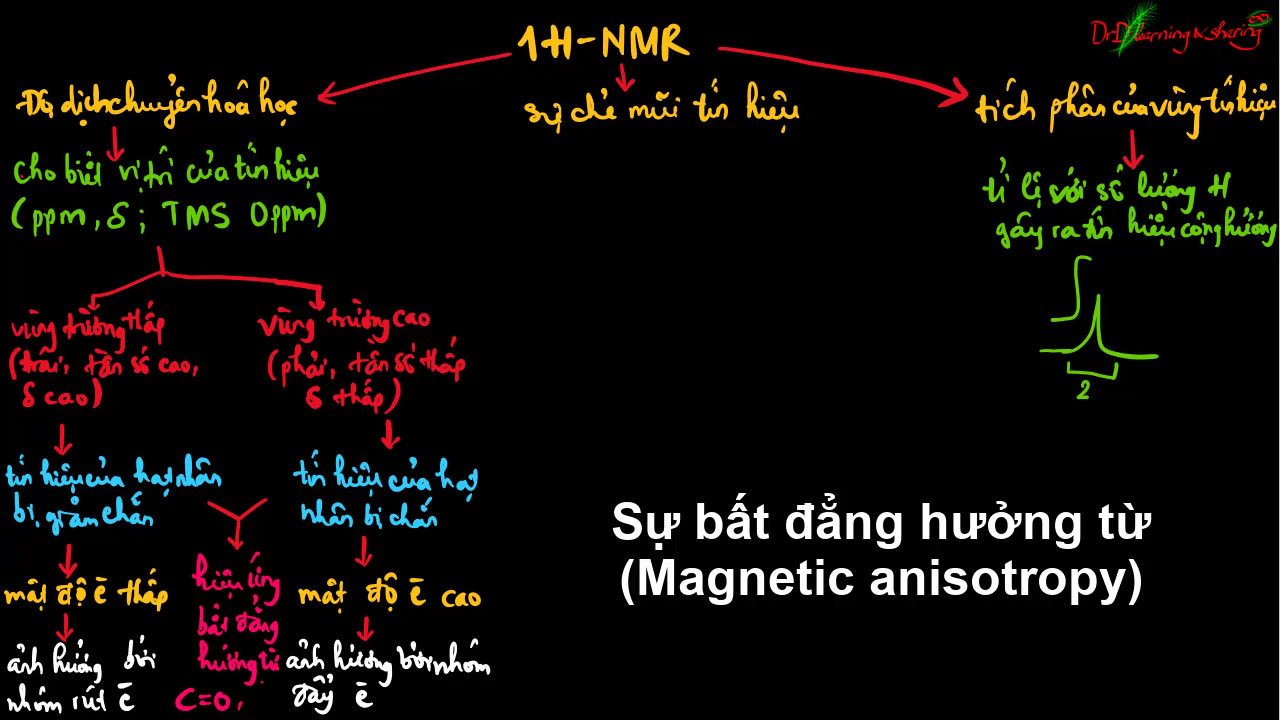 1H-NMR
Dr.D learning & sharing
Độ dịch chuyển hoá học
cho biết vị trí của tín hiệu
(ppm, δ ; TMS 0ppm)
vùng trường thấp
(trái, tần số cao,
δ cao)
tín hiệu của hạt nhân
bị giảm chắn
mật độ ē thấp
ảnh hưởng bởi
nhóm rút ē
vùng trường cao
(phải, tần số thấp
δ thấp)
tín hiệu của hạt
nhân bị chắn
mật độ ē cao
ảnh hưởng bởi nhóm
đẩy ē
hiệu ứng
bất đẳng
hướng từ
C=O,
sự chẻ mũi tín hiệu
tích phân của vùng tín hiệu
tỉ lệ với số lượng H
gây ra tín hiệu cộng hưởng
2
Sự bất đẳng hưởng từ
(Magnetic anisotropy)